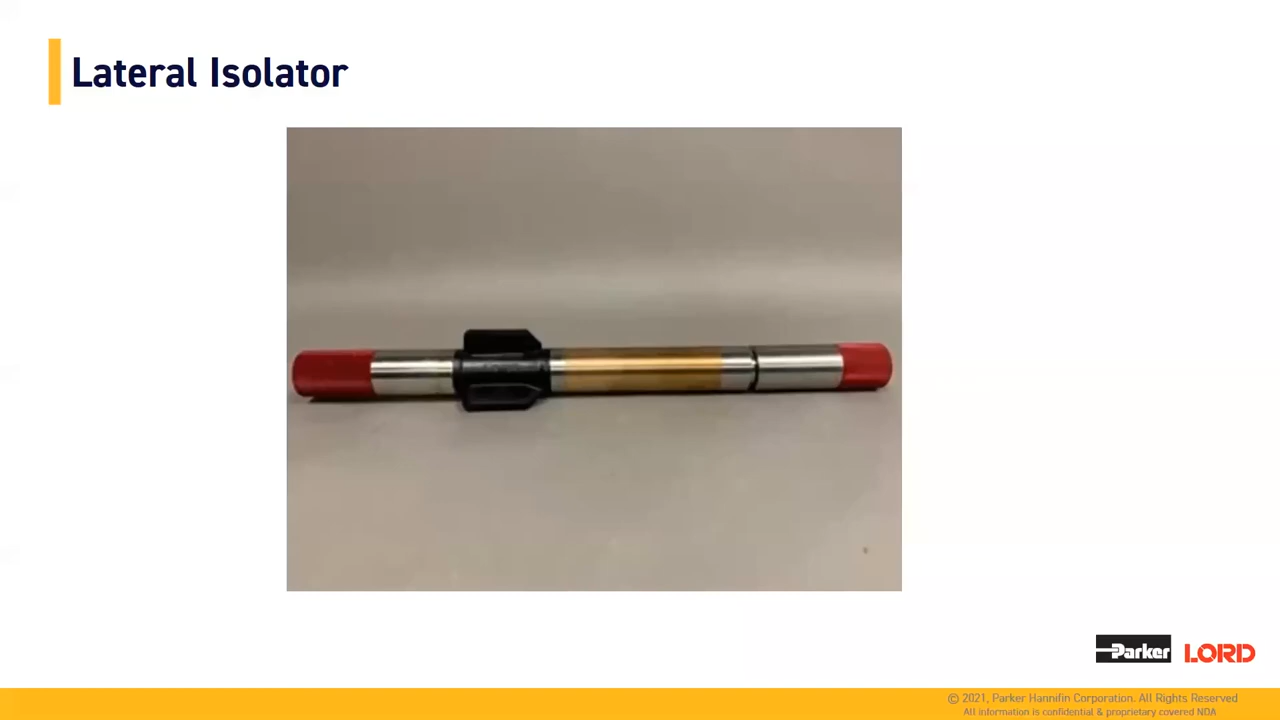 Lateral Isolator
Parker LORD
© 2021, Parker Hannifin Corporation. All Rights Reserved
All information is confidential & proprietary covered NDA